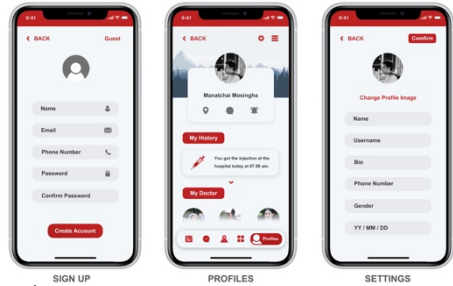 9:41
BACK
Guest
Name
Email
Phone Number
Password
Confirm Password
Create Account
SIGN UP
9:41
BACK
Manatchai Mosingha
My History
You got the injection at the
hospital today at 07.00 am.
My Doctor
Profiles
PROFILES
9:41
BACK
Confirm
Change Profile Image
Name
Username
Bio
Phone Number
Gender
YY / MM / DD
SETTINGS